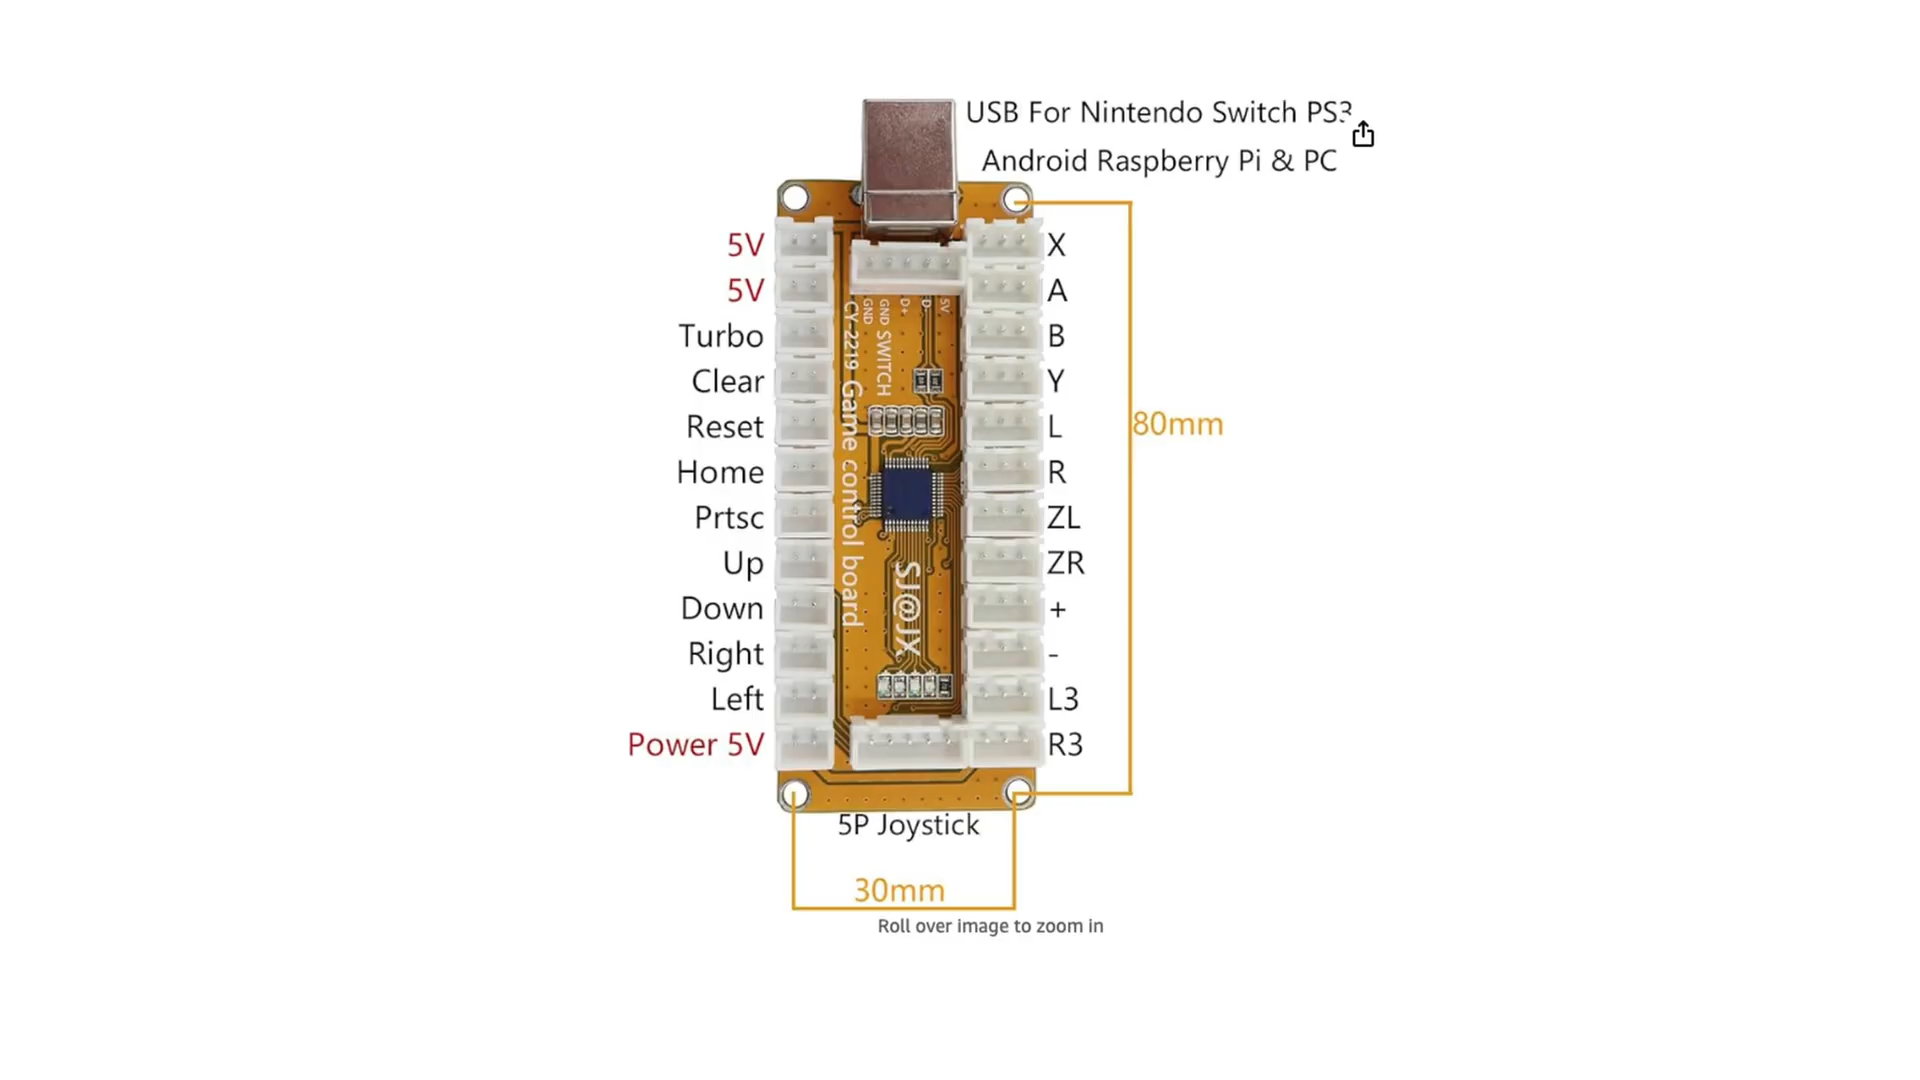 USB For Nintendo Switch PS3
Android Raspberry Pi & PC
5V
5V
Turbo
Clear
Reset
Home
Prtsc
Up
Down
Right
Left
Power 5V
X
A
B
Y
L
R
ZL
ZR
+
-
L3
R3
GND
GND
D+
D-
5V
SWITCH
CY-2219 Game control board
SJ@JX
80mm
5P Joystick
30mm
Roll over image to zoom in